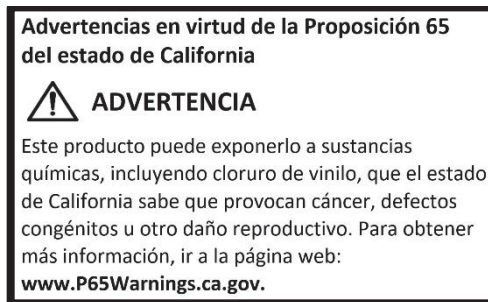 Advertencias en virtud de la Proposición 65
del estado de California
ADVERTENCIA
Este producto puede exponerlo a sustancias
químicas, incluyendo cloruro de vinilo, que el estado
de California sabe que provocan cáncer, defectos
congénitos u otro daño reproductivo. Para obtener
más información, ir a la página web:
www.P65Warnings.ca.gov.